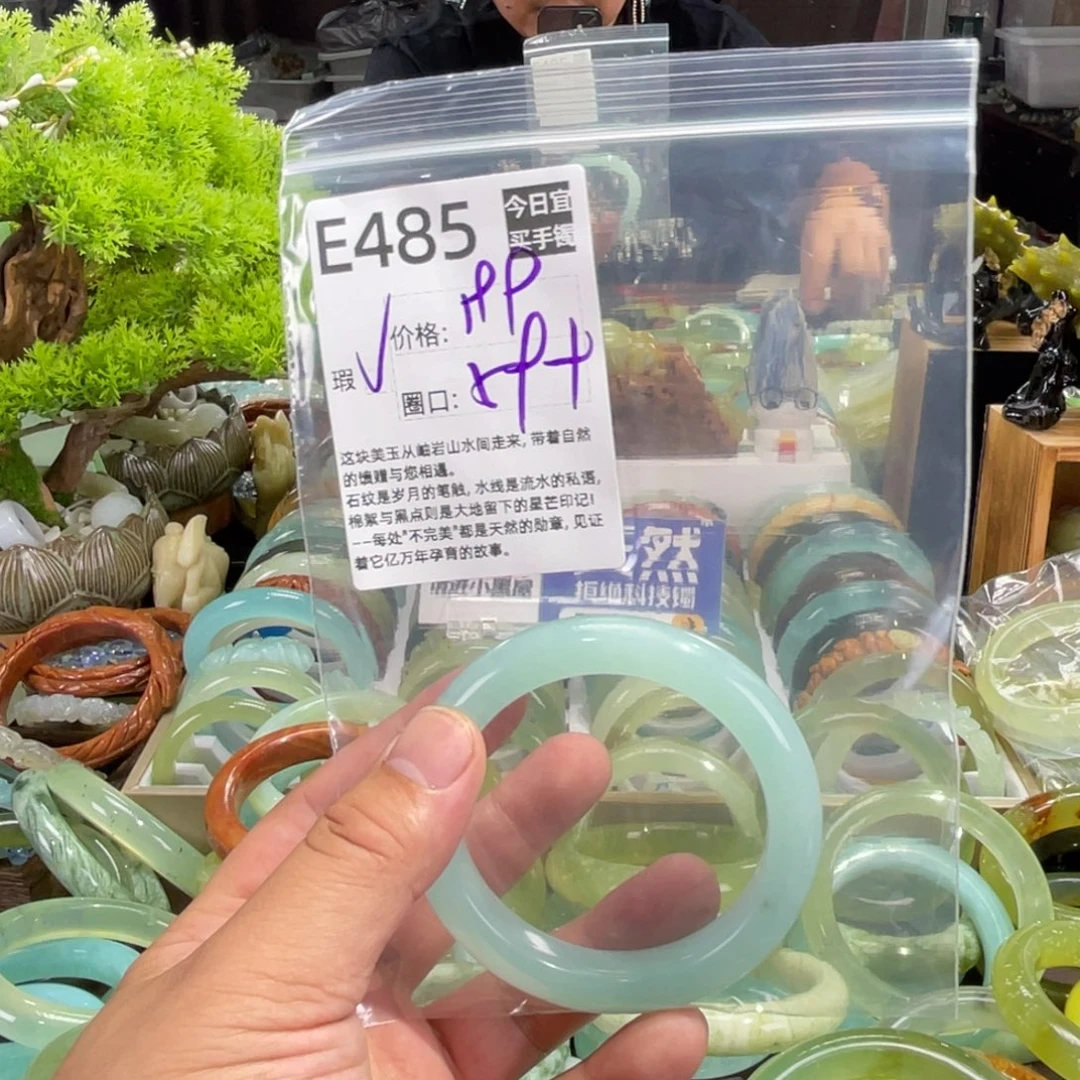 E485
今日宜
买手镯
价格:
瑕
圈口:
这块美玉从岫岩山水间走来, 带着自然
的馈赠与您相遇。
石纹是岁月的笔触, 水线是流水的私语,
棉絮与黑点则是大地留下的星芒印记!
--每处"不完美"都是天然的勋章, 见证
着它亿万年孕育的故事。
天然
拒绝科技镯